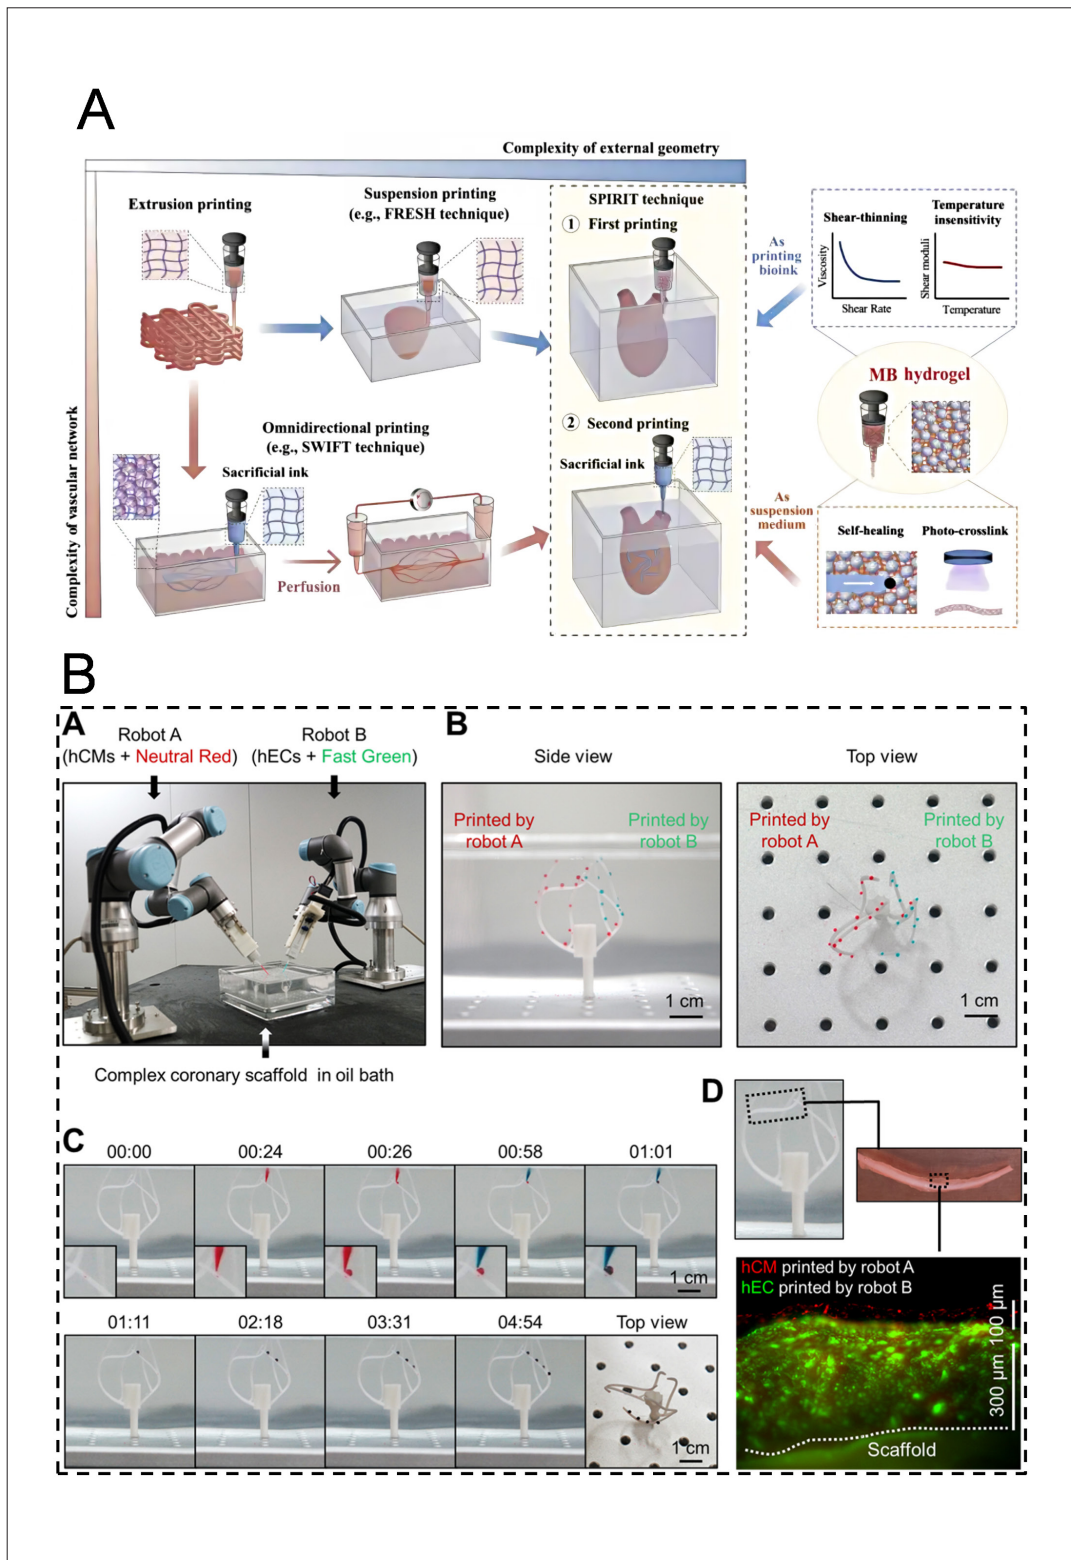 A
Complexity of external geometry
Complexity of vascular network
Extrusion printing
Suspension printing
(e.g., FRESH technique)
SPIRIT technique
1 First printing
As
printing
bioink
Shear-thinning
Viscosity
Shear Rate
Temperature
insensitivity
Shear moduli
Temperature
MB hydrogel
Omnidirectional printing
(e.g., SWIFT technique)
Sacrificial ink
Perfusion
2 Second printing
Sacrificial ink
As
suspension
medium
Self-healing
Photo-crosslink
B
A
Robot A
(hCMs + Neutral Red)
Robot B
(hECs + Fast Green)
Complex coronary scaffold in oil bath
B
Side view
Printed by
robot A
Printed by
robot B
1 cm
Top view
Printed by
robot A
Printed by
robot B
1 cm
C
00:00
00:24
00:26
00:58
01:01
1 cm
01:11
02:18
03:31
04:54
Top view
1 cm
D
hCM printed by robot A
hEC printed by robot B
100 µm
300 µm
Scaffold